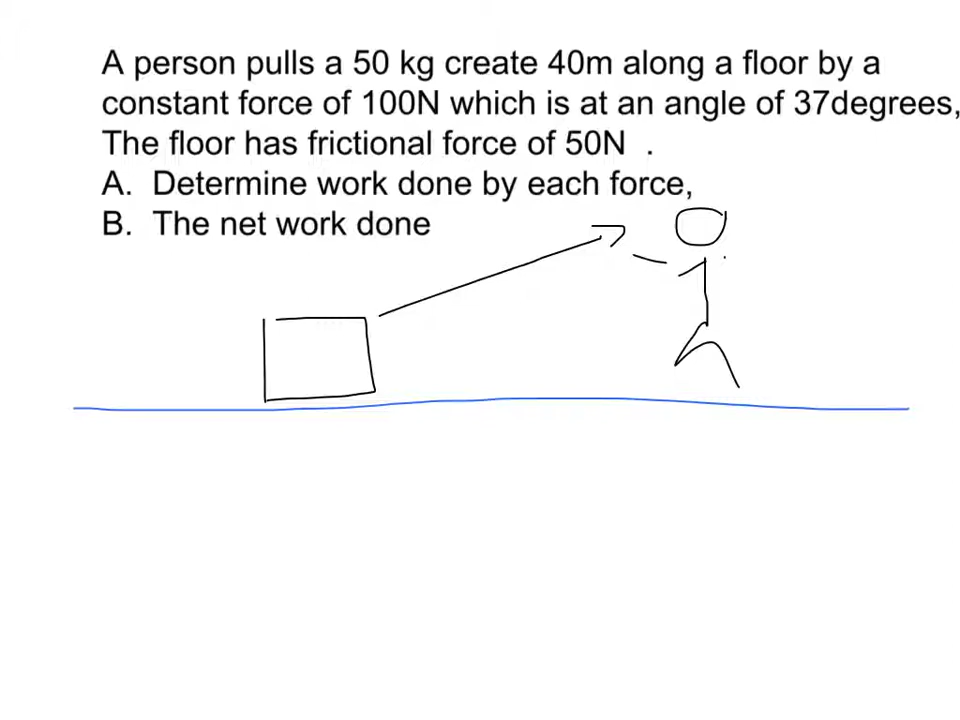 A person pulls a 50 kg create 40m along a floor by a
constant force of 100N which is at an angle of 37degrees,
The floor has frictional force of 50N .
A. Determine work done by each force,
B. The net work done